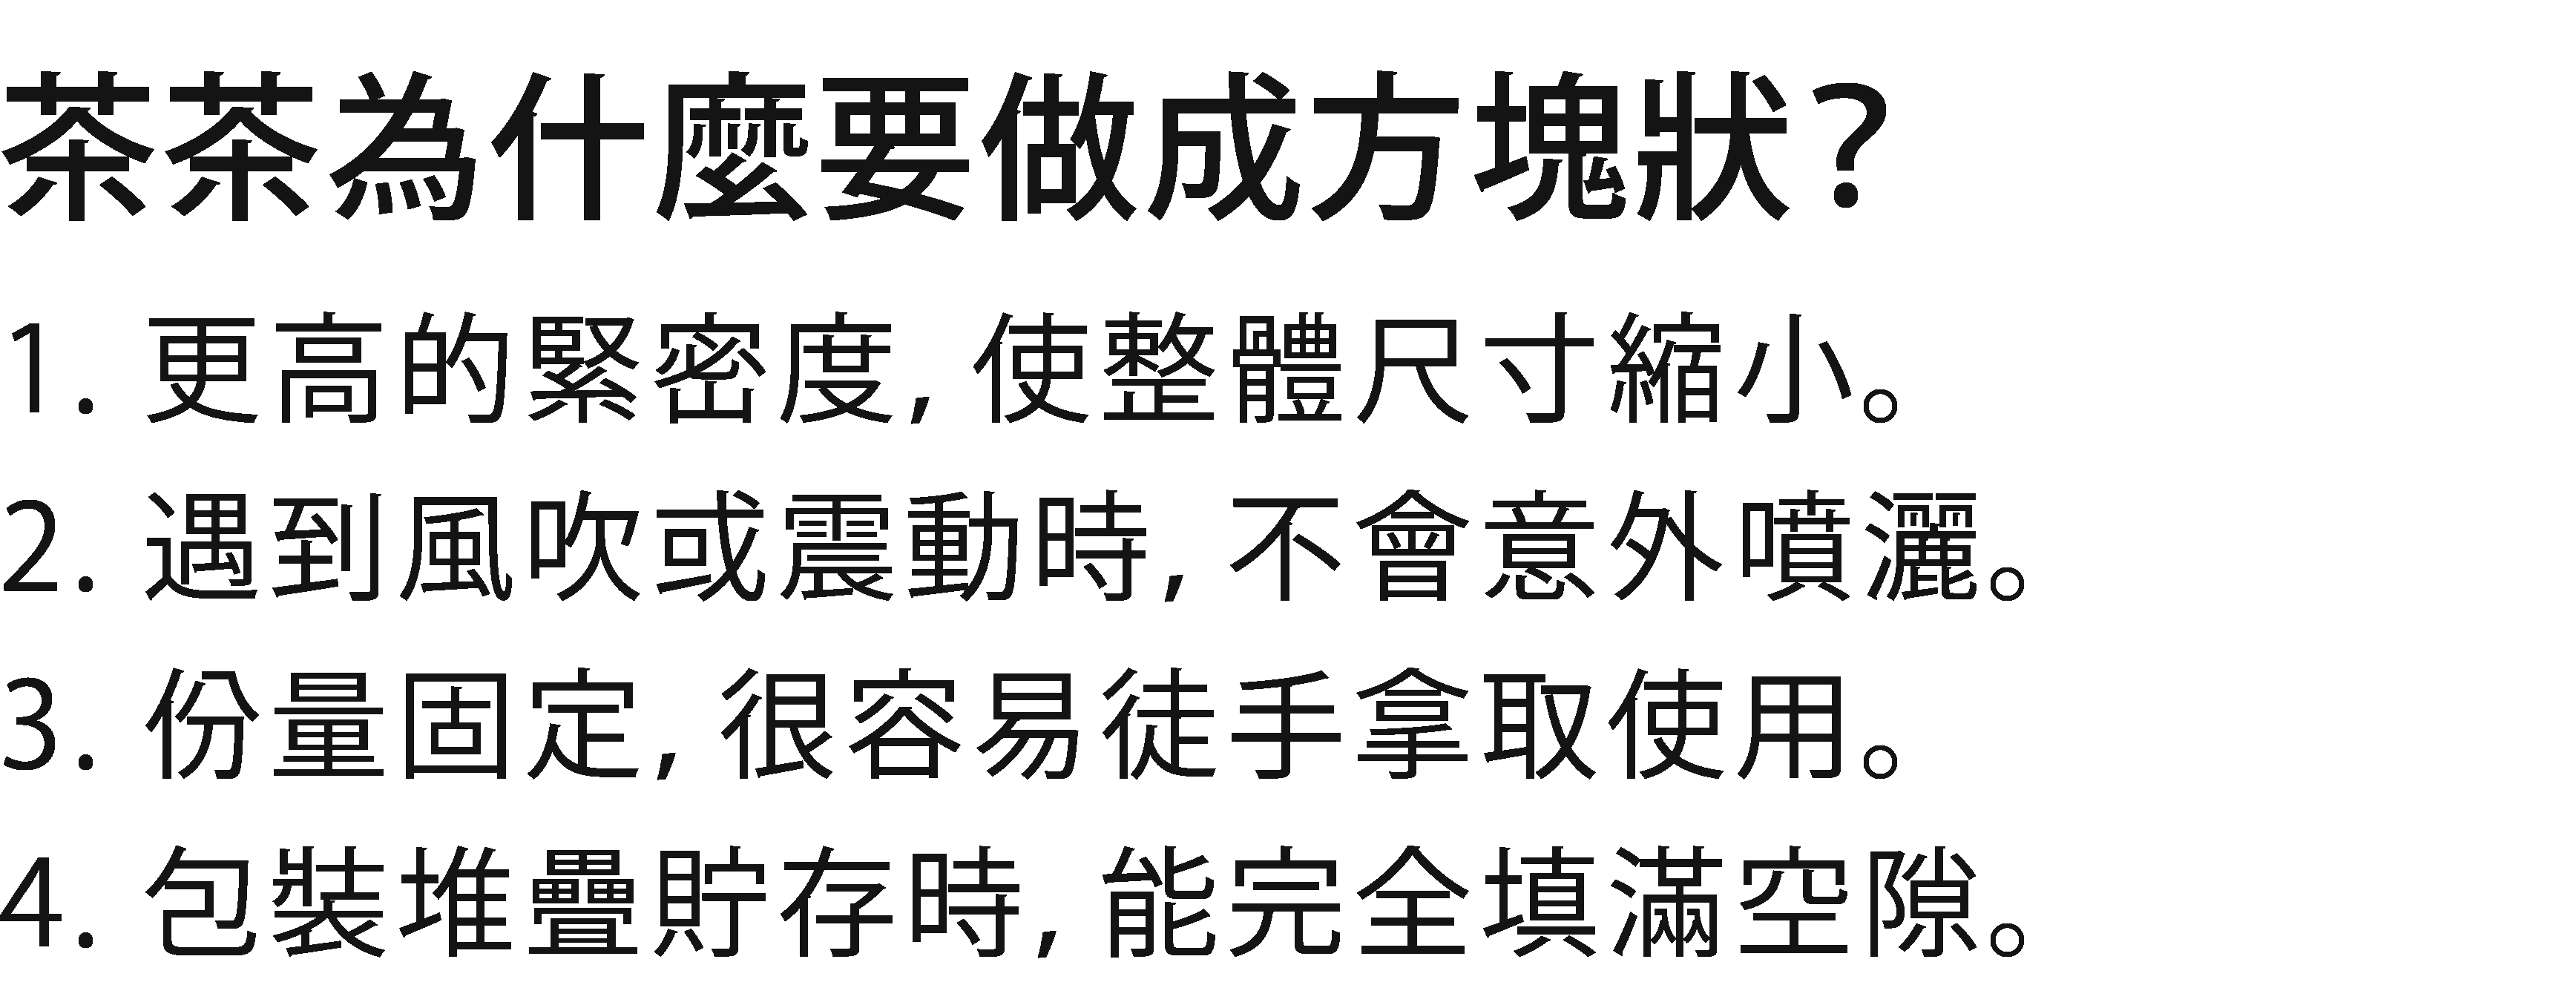 茶茶為什麼要做成方塊狀？
1. 更高的緊密度, 使整體尺寸縮小。
2. 遇到風吹或震動時, 不會意外噴灑。
3. 份量固定, 很容易徒手拿取使用。
4. 包裝堆疊貯存時, 能完全填滿空隙。